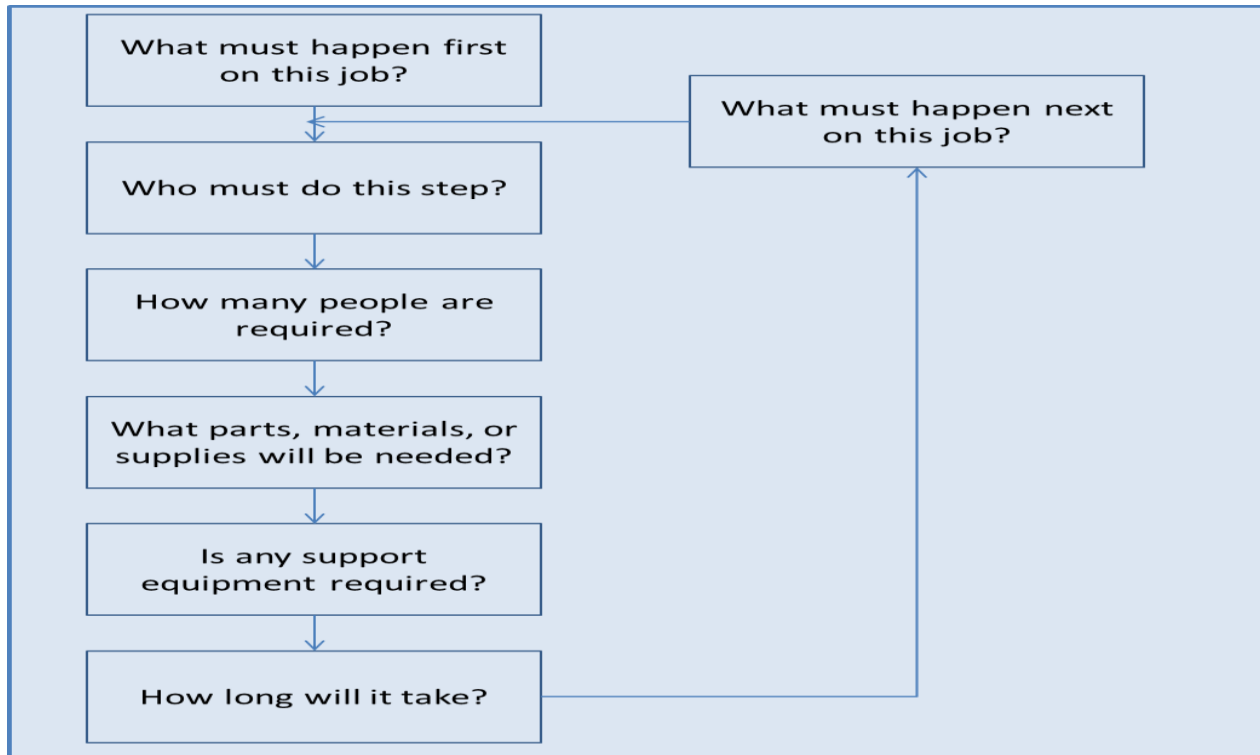 What must happen first
on this job?
What must happen next
on this job?
Who must do this step?
How many people are
required?
What parts, materials, or
supplies will be needed?
Is any support
equipment required?
How long will it take?